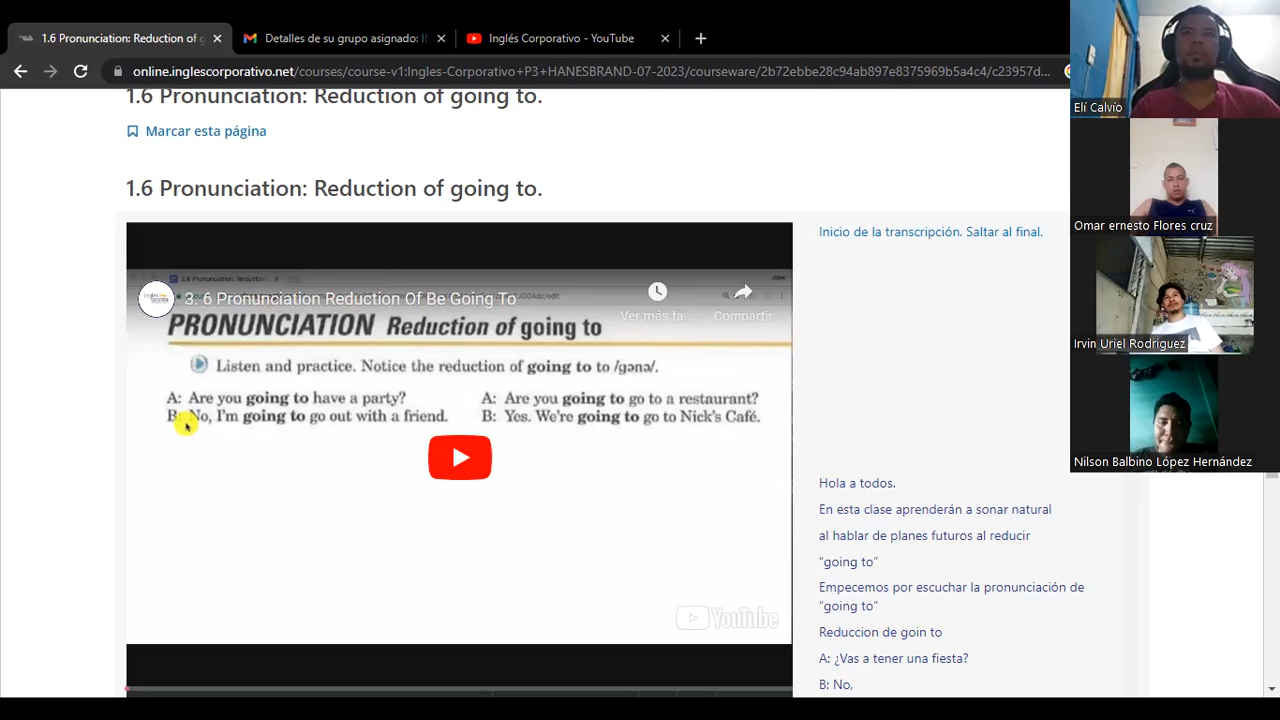 1.6 Pronunciation: Reduction of g
Detalles de su grupo asignado: I
Inglés Corporativo - YouTube
online.inglescorporativo.net/courses/course-v1:Ingles-Corporativo+P3+HANESBRAND-07-2023/courseware/2b72ebbe28c94ab897e8375969b5a4c4/c23957d...
1.6 Pronunciation: Reduction of going to.
Marcar esta página
1.6 Pronunciation: Reduction of going to.
3. 6 Pronunciation Reduction Of Be Going To
Ver más ta...
Compartir
PRONUNCIATION Reduction of going to
Listen and practice. Notice the reduction of going to to /gənə/.
A: Are you going to have a party?
B: No, I'm going to go out with a friend.
A: Are you going to go to a restaurant?
B: Yes. We're going to go to Nick's Café.
YouTube
Inicio de la transcripción. Saltar al final.
Hola a todos.
En esta clase aprenderán a sonar natural
al hablar de planes futuros al reducir
“going to”
Empecemos por escuchar la pronunciación de
“going to”
Reduccion de goin to
A: ¿Vas a tener una fiesta?
B: No,
Elí Calvío
Omar ernesto Flores cruz
Irvin Uriel Rodriguez
Nilson Balbino López Hernández